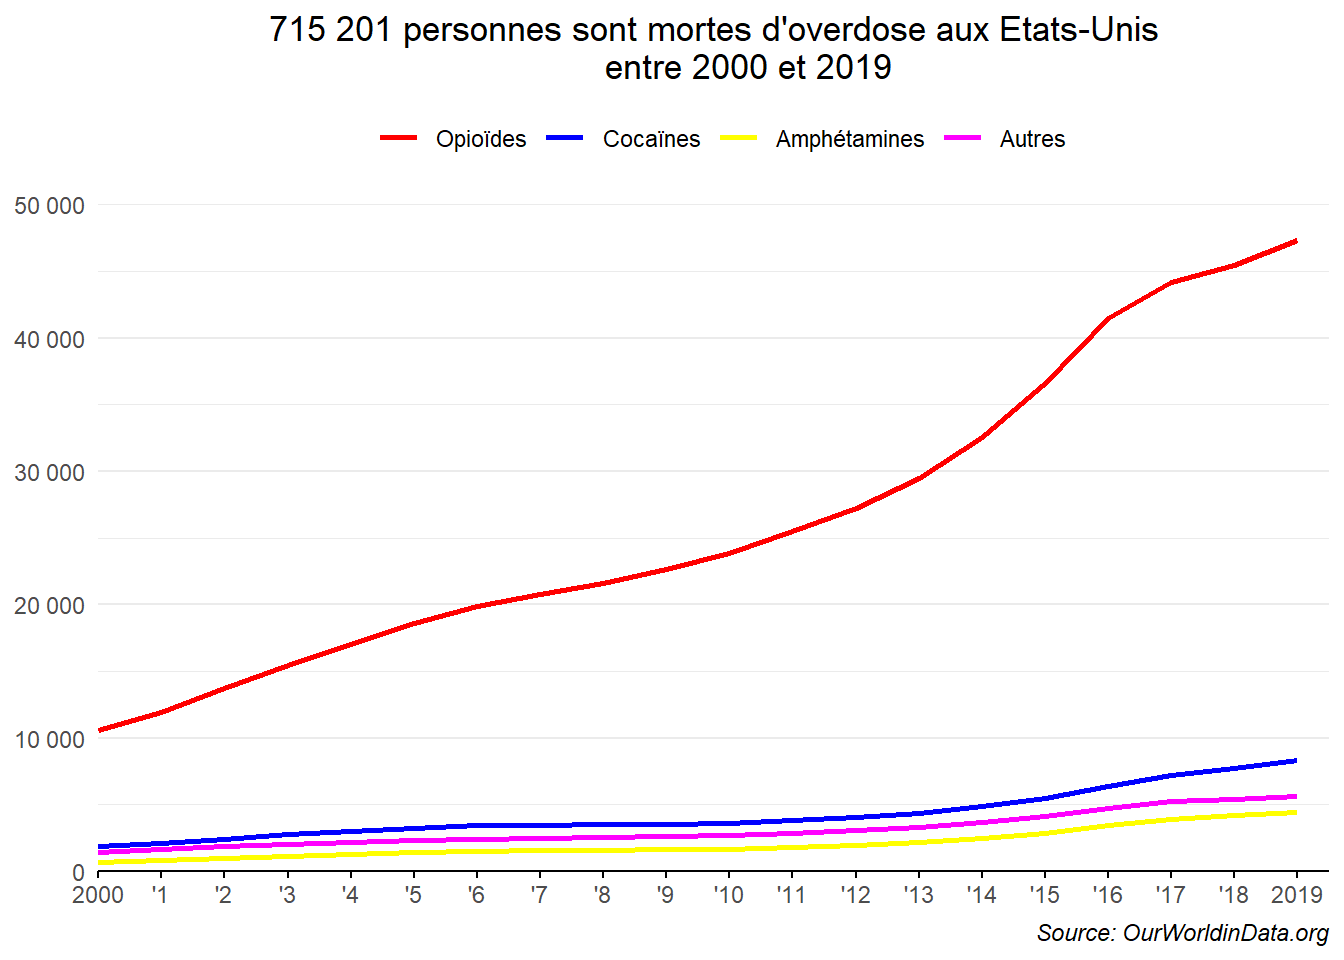 715 201 personnes sont mortes d'overdose aux Etats-Unis
entre 2000 et 2019
Opioïdes Cocaïnes Amphétamines Autres
50 000
40 000
30 000
20 000
10 000
0
2000 '1 '2 '3 '4 '5 '6 '7 '8 '9 '10 '11 '12 '13 '14 '15 '16 '17 '18 2019
Source: OurWorldinData.org